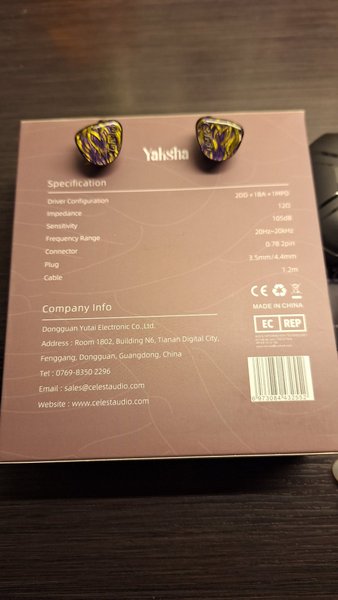 Yaksha
Specification
Driver Configuration 2DD+1BA+1MPD
Impedance 12Ω
Sensitivity 105dB
Frequency Range 20Hz~20kHz
Connector 0.78 2pin
Plug 3.5mm/4.4mm
Cable 1.2m
CE
MADE IN CHINA
Company Info
EC REP
Dongguan Yutai Electronic Co.,Ltd.
Address : Room 1802, Building N6, Tianan Digital City,
Fenggang, Dongguan, Guangdong, China
Tel : 0769-8350 2296
Email : sales@celestaudio.com
Website : www.celestaudio.com